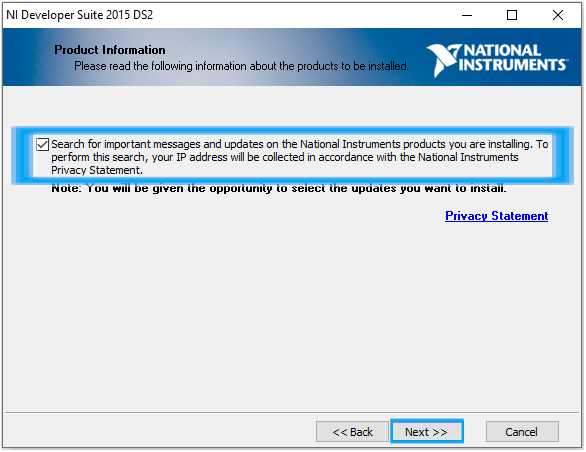 NI Developer Suite 2015 DS2
Product Information
Please read the following information about the products to be installed.
NATIONAL
INSTRUMENTS
Search for important messages and updates on the National Instruments products you are installing. To
perform this search, your IP address will be collected in accordance with the National Instruments
Privacy Statement.
Note: You will be given the opportunity to select the updates you want to install.
Privacy Statement
<< Back
Next >>
Cancel